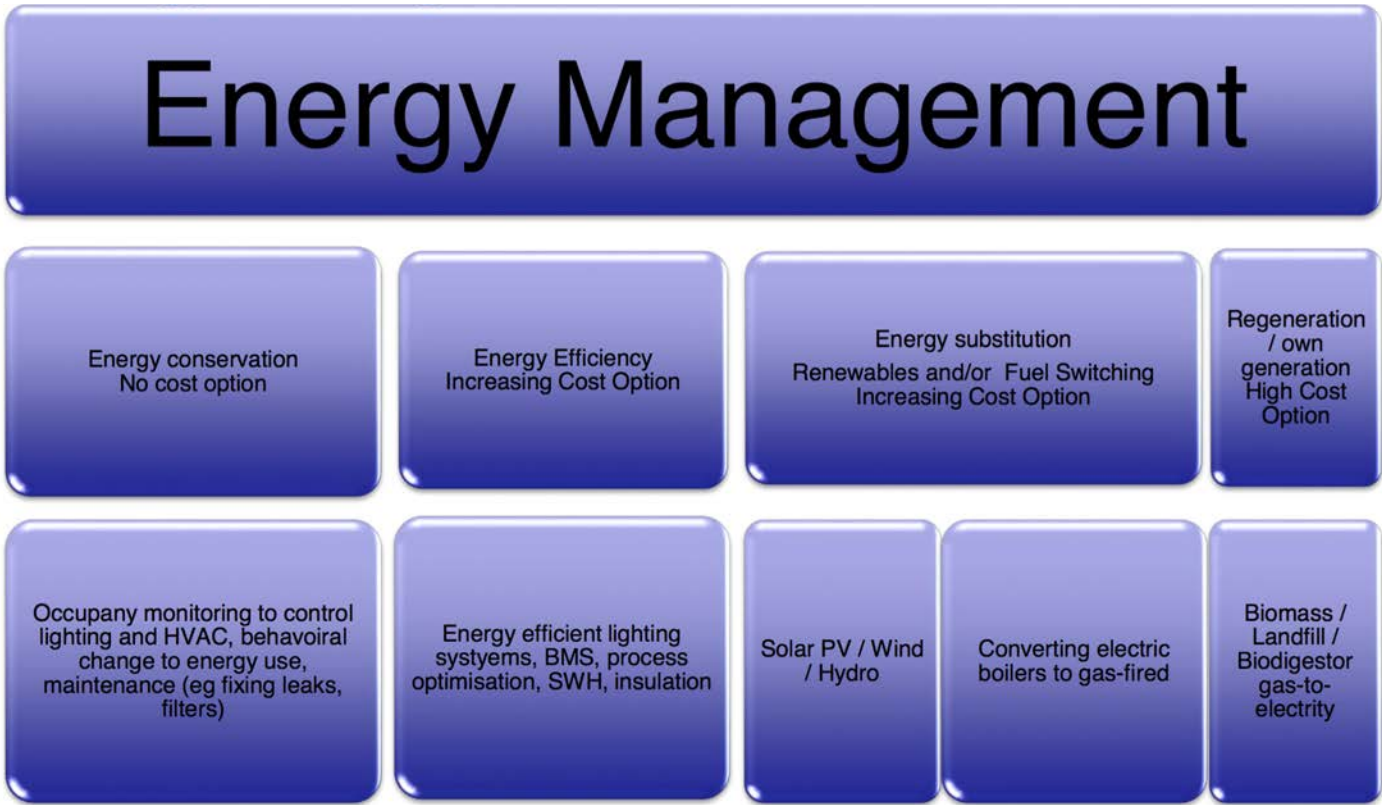 Energy Management
Energy conservation
No cost option
Energy Efficiency
Increasing Cost Option
Energy substitution
Renewables and/or Fuel Switching
Increasing Cost Option
Regeneration
/ own
generation
High Cost
Option
Occupany monitoring to control
lighting and HVAC, behavoiral
change to energy use,
maintenance (eg fixing leaks,
filters)
Energy efficient lighting
systyems, BMS, process
optimisation, SWH, insulation
Solar PV / Wind
/ Hydro
Converting electric
boilers to gas-fired
Biomass /
Landfill /
Biodigestor
gas-to-
electrity